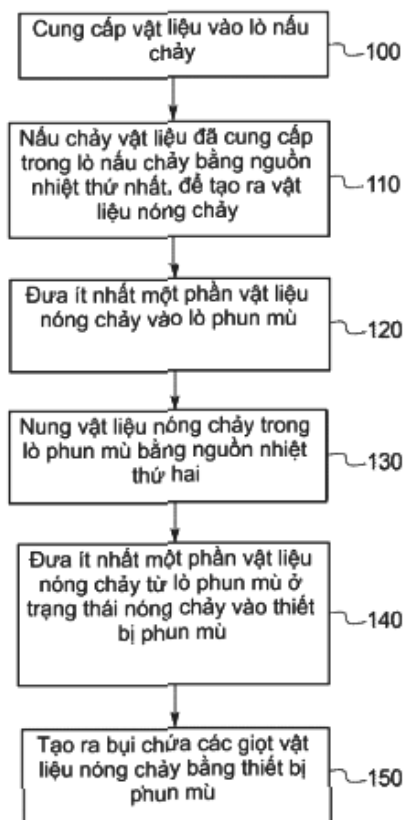 Cung cấp vật liệu vào lò nấu
chảy
100
Nấu chảy vật liệu đã cung cấp
trong lò nấu chảy bằng nguồn
nhiệt thứ nhất, để tạo ra vật
liệu nóng chảy
110
Đưa ít nhất một phần vật liệu
nóng chảy vào lò phun mù
120
Nung vật liệu nóng chảy trong
lò phun mù bằng nguồn nhiệt
thứ hai
130
Đưa ít nhất một phần vật liệu
nóng chảy từ lò phun mù ở
trạng thái nóng chảy vào thiết
bị phun mù
140
Tạo ra bụi chứa các giọt vật
liệu nóng chảy bằng thiết bị
phun mù
150